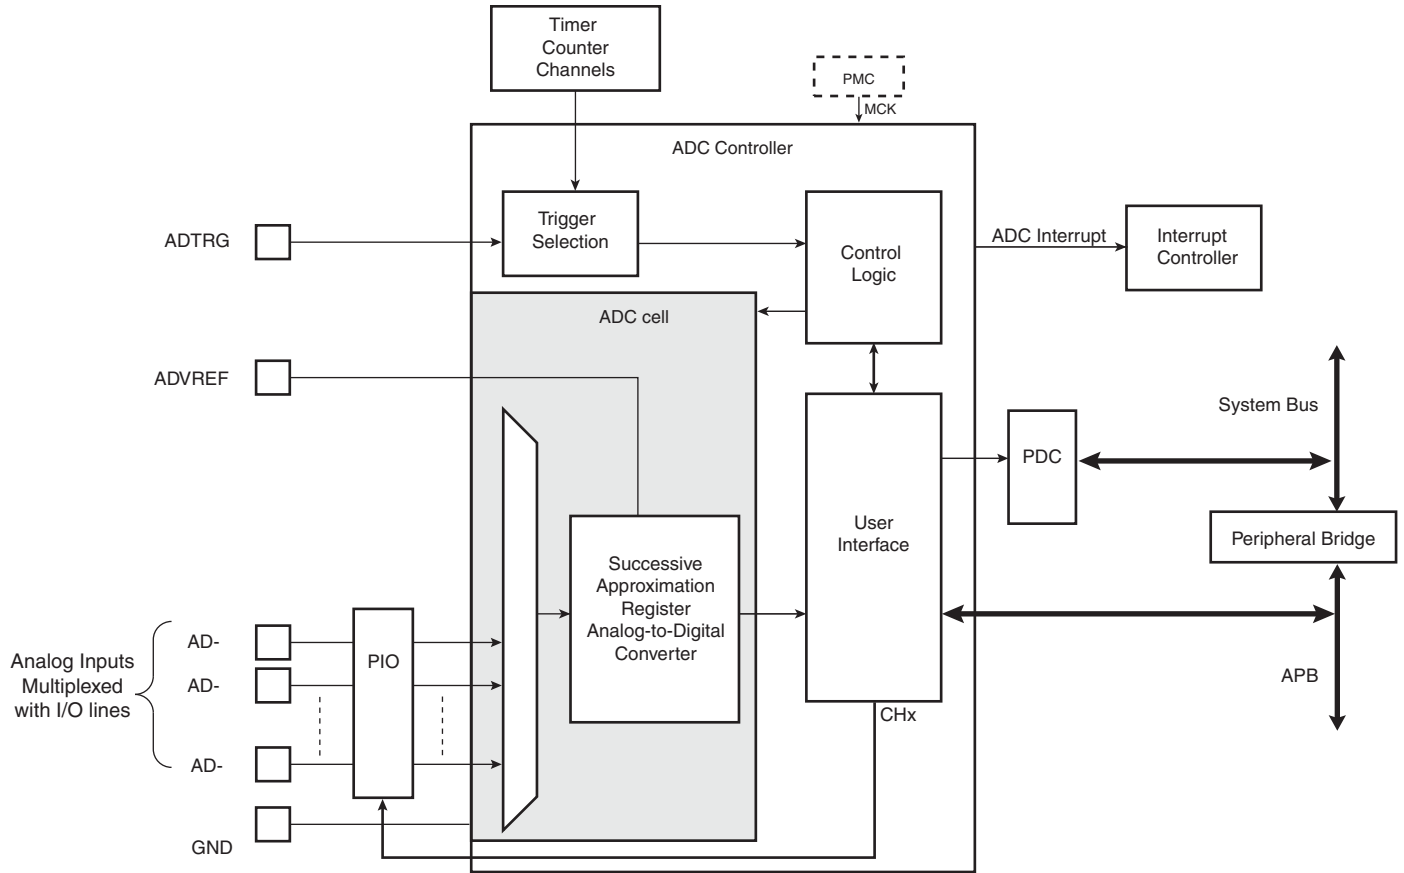 Timer
Counter
Channels
PMC
MCK
ADC Controller
ADTRG
Trigger
Selection
Control
Logic
ADC Interrupt
Interrupt
Controller
ADC cell
ADVREF
System Bus
PDC
User
Interface
Peripheral Bridge
Successive
Approximation
Register
Analog-to-Digital
Converter
Analog Inputs
Multiplexed
with I/O lines
AD-
AD-
AD-
PIO
APB
CHx
GND